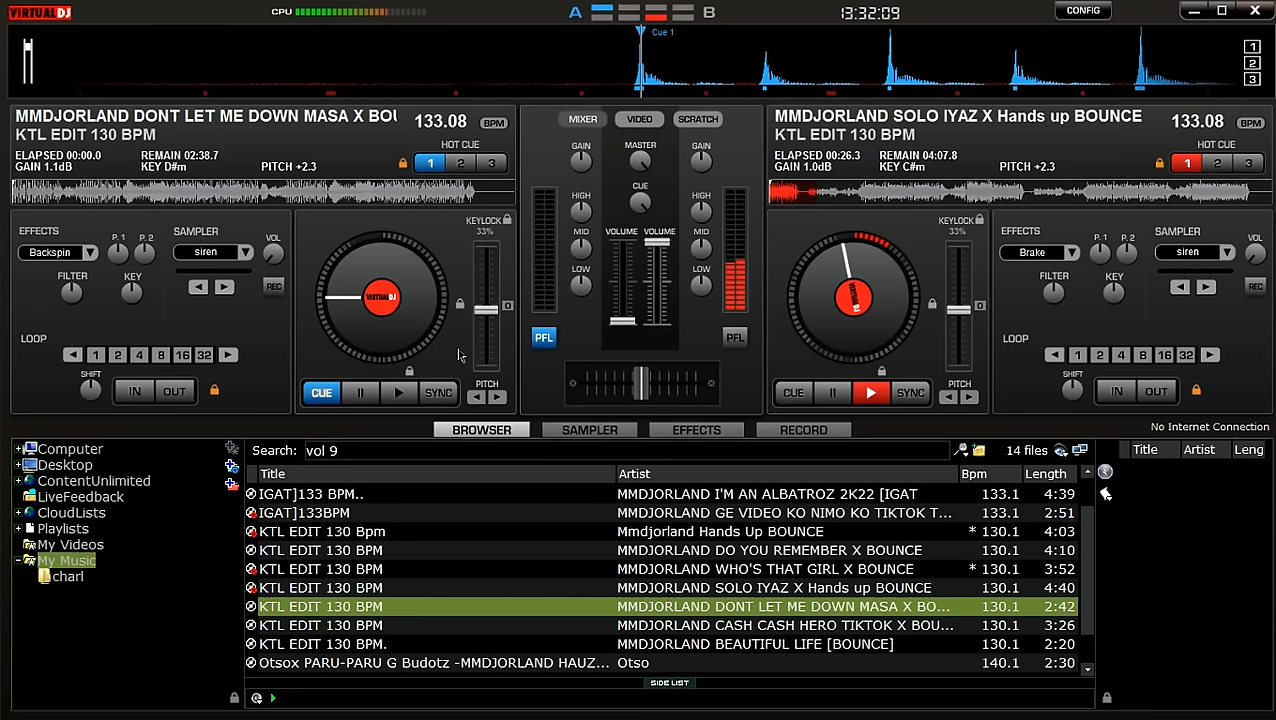 VIRTUALDJ
CPU
A
B
13:32:09
CONFIG
Cue 1
1
2
3
MMDJORLAND DONT LET ME DOWN MASA X BOU
133.08
BPM
KTL EDIT 130 BPM
HOT CUE
ELAPSED 00:00.0
REMAIN 02:38.7
GAIN 1.1dB
KEY D#m
PITCH +2.3
1
2
3
MIXER
VIDEO
SCRATCH
GAIN
MASTER
GAIN
CUE
HIGH
HIGH
MID
VOLUME
VOLUME
MID
LOW
LOW
PFL
PFL
MMDJORLAND SOLO IYAZ X Hands up BOUNCE
133.08
BPM
KTL EDIT 130 BPM
HOT CUE
ELAPSED 00:26.3
REMAIN 04:07.8
GAIN 1.0dB
KEY C#m
PITCH +2.3
1
2
3
EFFECTS
P. 1
P. 2
SAMPLER
VOL
Backspin
siren
FILTER
KEY
REC
LOOP
1 2 4 8 16 32
SHIFT
IN
OUT
KEYLOCK
33%
VIRTUALDJ
0
CUE
SYNC
PITCH
KEYLOCK
33%
0
CUE
SYNC
PITCH
EFFECTS
P. 1
P. 2
SAMPLER
VOL
Brake
siren
FILTER
KEY
REC
LOOP
1 2 4 8 16 32
SHIFT
IN
OUT
BROWSER
SAMPLER
EFFECTS
RECORD
No Internet Connection
Computer
Desktop
ContentUnlimited
LiveFeedback
CloudLists
Playlists
My Videos
My Music
charl
Search: vol 9
14 files
Title Artist Bpm Length
IGAT]133 BPM.. MMDJORLAND I'M AN ALBATROZ 2K22 [IGAT 133.1 4:39
IGAT]133BPM MMDJORLAND GE VIDEO KO NIMO KO TIKTOK T... 133.1 2:51
KTL EDIT 130 Bpm Mmdjorland Hands Up BOUNCE * 130.1 4:03
KTL EDIT 130 BPM MMDJORLAND DO YOU REMEMBER X BOUNCE 130.1 4:10
KTL EDIT 130 BPM MMDJORLAND WHO'S THAT GIRL X BOUNCE * 130.1 3:52
KTL EDIT 130 BPM MMDJORLAND SOLO IYAZ X Hands up BOUNCE 130.1 4:40
KTL EDIT 130 BPM MMDJORLAND DONT LET ME DOWN MASA X BO... 130.1 2:42
KTL EDIT 130 BPM MMDJORLAND CASH CASH HERO TIKTOK X BOU... 130.1 3:26
KTL EDIT 130 BPM. MMDJORLAND BEAUTIFUL LIFE [BOUNCE] 130.1 2:20
Otsox PARU-PARU G Budotz -MMDJORLAND HAUZ... Otso 140.1 2:30
SIDE LIST
Title Artist Leng